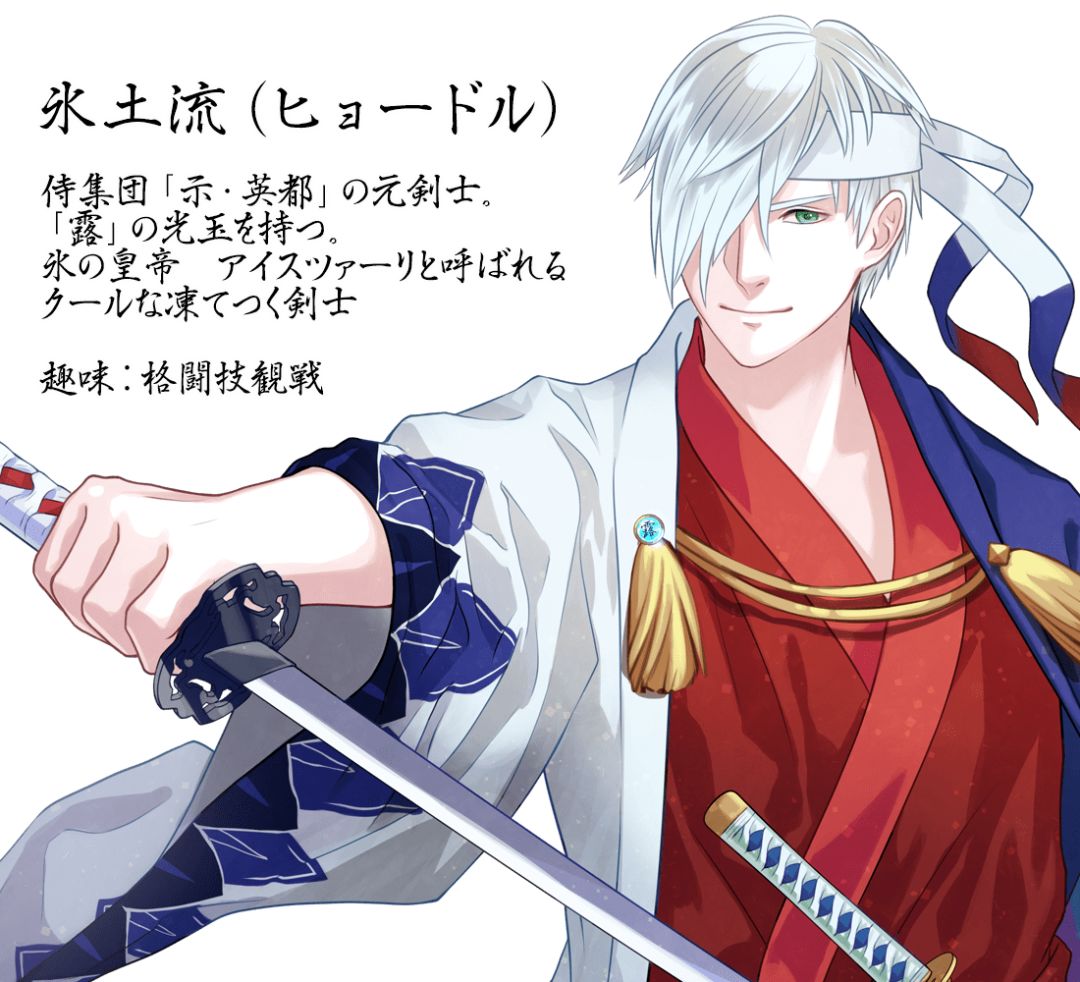 氷土流(ヒョードル)
侍集団「示・英都」の元剣士。
「露」の光玉を持つ。
氷の皇帝　アイスツァーリと呼ばれる
クールな凍てつく剣士
趣味:格闘技観戦
露